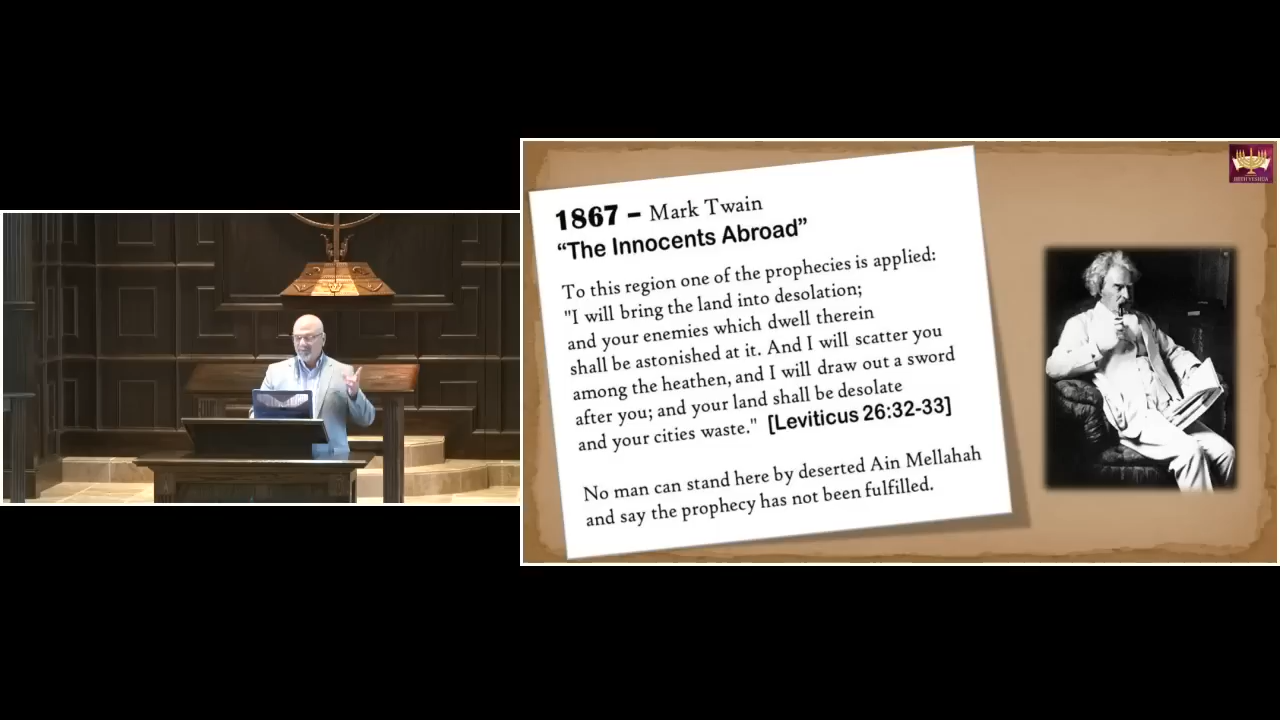 1867 – Mark Twain
“The Innocents Abroad”
To this region one of the prophecies is applied:
"I will bring the land into desolation;
and your enemies which dwell therein
shall be astonished at it. And I will scatter you
among the heathen, and I will draw out a sword
after you; and your land shall be desolate
and your cities waste." [Leviticus 26:32-33]
No man can stand here by deserted Ain Mellahah
and say the prophecy has not been fulfilled.
BETH YESHUA